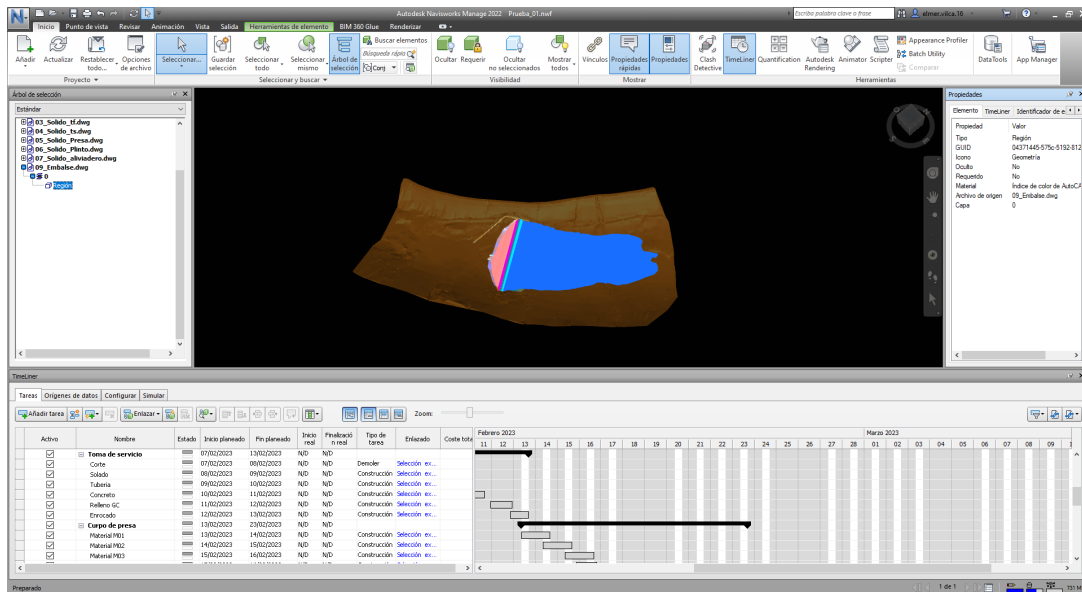 Autodesk Navisworks Manage 2022 Prueba_01.nwf
Escriba palabra clave o frase
elmer.vilca.16
Inicio Punto de vista Revisar Animación Vista Salida Herramientas de elemento BIM 360 Glue Renderizar
Añadir
Actualizar
Restablecer todo...
Opciones de archivo
Seleccionar...
Guardar selección
Seleccionar todo
Seleccionar mismo
Árbol de selección
Buscar elementos
Búsqueda rápida
Conj
Ocultar
Requerir
Ocultar no seleccionados
Mostrar todos
Vínculos
Propiedades rápidas
Propiedades
Clash Detective
TimeLiner
Quantification
Autodesk Rendering
Animator
Scripter
Appearance Profiler
Batch Utility
Comparar
DataTools
App Manager
Proyecto
Seleccionar y buscar
Visibilidad
Mostrar
Herramientas
Árbol de selección
Estándar
03_Solido_tf.dwg
04_Solido_ts.dwg
05_Solido_Presa.dwg
06_Solido_Plinto.dwg
07_Solido_aliviadero.dwg
09_Embalse.dwg
0
Región
Propiedades
Elemento TimeLiner Identificador de e
Propiedad Valor
Tipo Región
GUID 04371445-575c-5192-812
Icono Geometría
Oculto No
Requerido No
Material Índice de color de AutoCA
Archivo de origen 09_Embalse.dwg
Capa 0
TimeLiner
Tareas Orígenes de datos Configurar Simular
Añadir tarea
Enlazar
Zoom:
Activo Nombre Estado Inicio planeado Fin planeado Inicio real Finalizació n real Tipo de tarea Enlazado Coste tota
Febrero 2023 Marzo 2023
11 12 13 14 15 16 17 18 19 20 21 22 23 24 25 26 27 28 01 02 03 04 05 06 07 08 09
Toma de servicio 07/02/2023 13/02/2023 N/D N/D
Corte 07/02/2023 08/02/2023 N/D N/D Demoler Selección ex...
Solado 08/02/2023 09/02/2023 N/D N/D Construcción Selección ex...
Tuberia 09/02/2023 10/02/2023 N/D N/D Construcción Selección ex...
Concreto 10/02/2023 11/02/2023 N/D N/D Construcción Selección ex...
Relleno GC 11/02/2023 12/02/2023 N/D N/D Construcción Selección ex...
Enrocado 12/02/2023 13/02/2023 N/D N/D Construcción Selección ex...
Curpo de presa 13/02/2023 23/02/2023 N/D N/D
Material M01 13/02/2023 14/02/2023 N/D N/D Construcción Selección ex...
Material M02 14/02/2023 15/02/2023 N/D N/D Construcción Selección ex...
Material M03 15/02/2023 16/02/2023 N/D N/D Construcción Selección ex...
Preparado
1 de 1
731 M